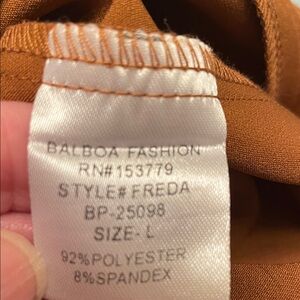 BALBOA FASHION
RN#153779
STYLE# FREDA
BP-25098
SIZE- L
92%POLYESTER
8%SPANDEX